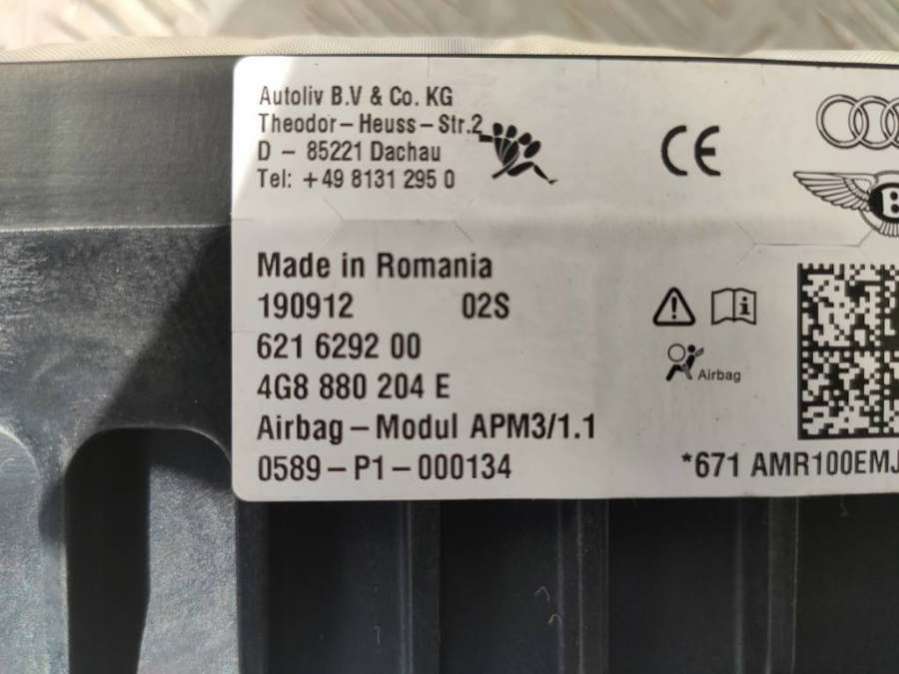 Autoliv B.V & Co. KG
Theodor-Heuss-Str.2
D - 85221 Dachau
Tel: +49 8131 295 0
CE
B
Made in Romania
190912 02S
621 6292 00
4G8 880 204 E
Airbag
Airbag-Modul APM3/1.1
0589-P1-000134
*671 AMR100EMJ